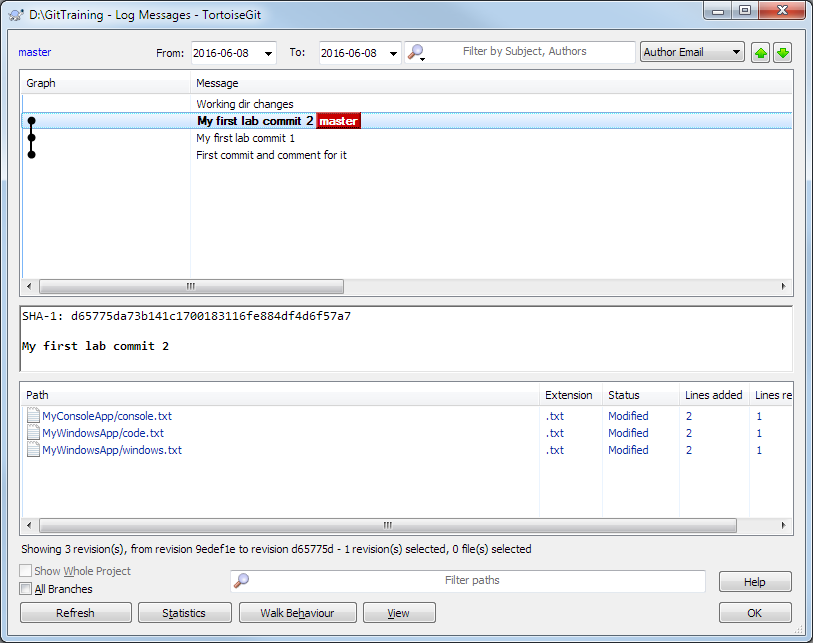 D:\GitTraining - Log Messages - TortoiseGit
master From: 2016-06-08 To: 2016-06-08 Filter by Subject, Authors Author Email
Graph Message
Working dir changes
My first lab commit 2 master
My first lab commit 1
First commit and comment for it
SHA-1: d65775da73b141c1700183116fe884df4d6f57a7
My first lab commit 2
Path Extension Status Lines added Lines re
MyConsoleApp/console.txt .txt Modified 2 1
MyWindowsApp/code.txt .txt Modified 2 1
MyWindowsApp/windows.txt .txt Modified 2 1
Showing 3 revision(s), from revision 9edef1e to revision d65775d - 1 revision(s) selected, 0 file(s) selected
Show Whole Project
Filter paths Help
All Branches
Refresh Statistics Walk Behaviour View OK